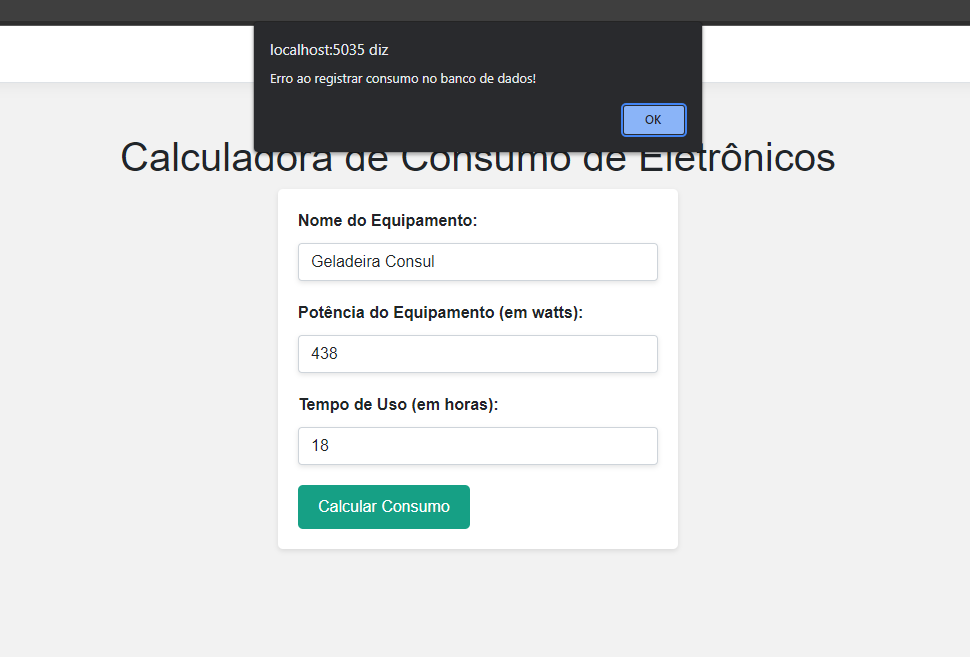 localhost:5035 diz
Erro ao registrar consumo no banco de dados!
OK
Calculadora de Consumo de Eletrônicos
Nome do Equipamento:
Geladeira Consul
Potência do Equipamento (em watts):
438
Tempo de Uso (em horas):
18
Calcular Consumo